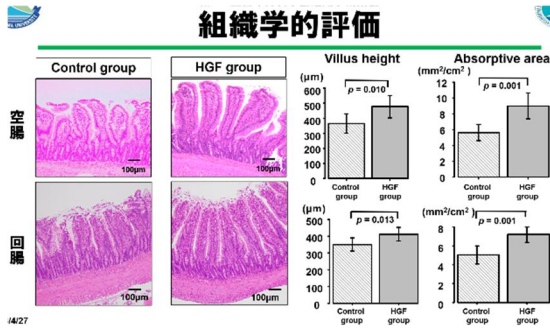 組織学的評価
Control group
HGF group
Villus height
Absorptive area
空腸
100μm
100μm
(μm)
p = 0.010
600
500
400
300
200
100
0
Control group
HGF group
(mm²/cm²)
p = 0.001
12
10
8
6
4
2
0
Control group
HGF group
回腸
100μm
100μm
(μm)
p = 0.013
500
400
300
200
100
0
Control group
HGF group
(mm²/cm²)
p = 0.001
8
6
4
2
0
Control group
HGF group
/4/27